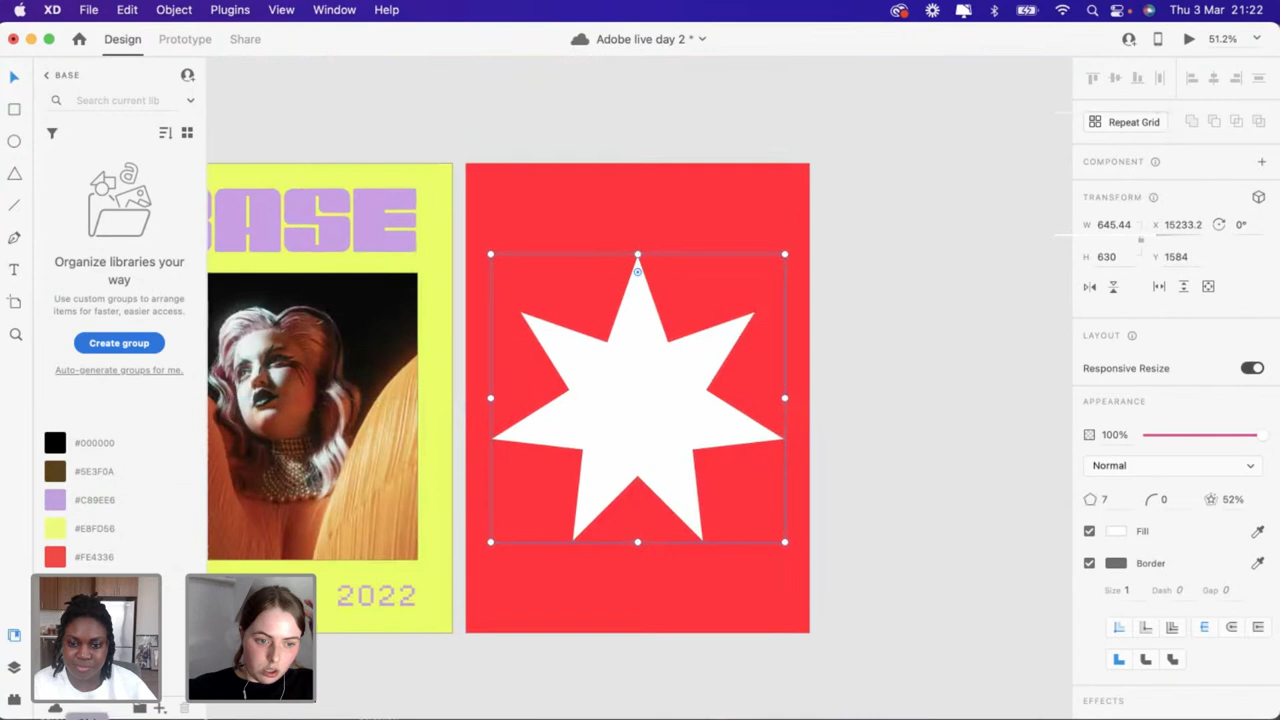 XD File Edit Object Plugins View Window Help Thu 3 Mar 21:22
Design Prototype Share Adobe live day 2 * 51.2%
BASE
Search current lib
Organize libraries your
way
Use custom groups to arrange
items for faster, easier access.
Create group
Auto-generate groups for me.
#000000
#5E3F0A
#C89EE6
#E8FD56
#FE4336
BASE
2022
Repeat Grid
COMPONENT
TRANSFORM
W 645.44 X 15233.2 0°
H 630 Y 1584
LAYOUT
Responsive Resize
APPEARANCE
100%
Normal
7 0 52%
Fill
Border
Size 1 Dash 0 Gap 0
EFFECTS